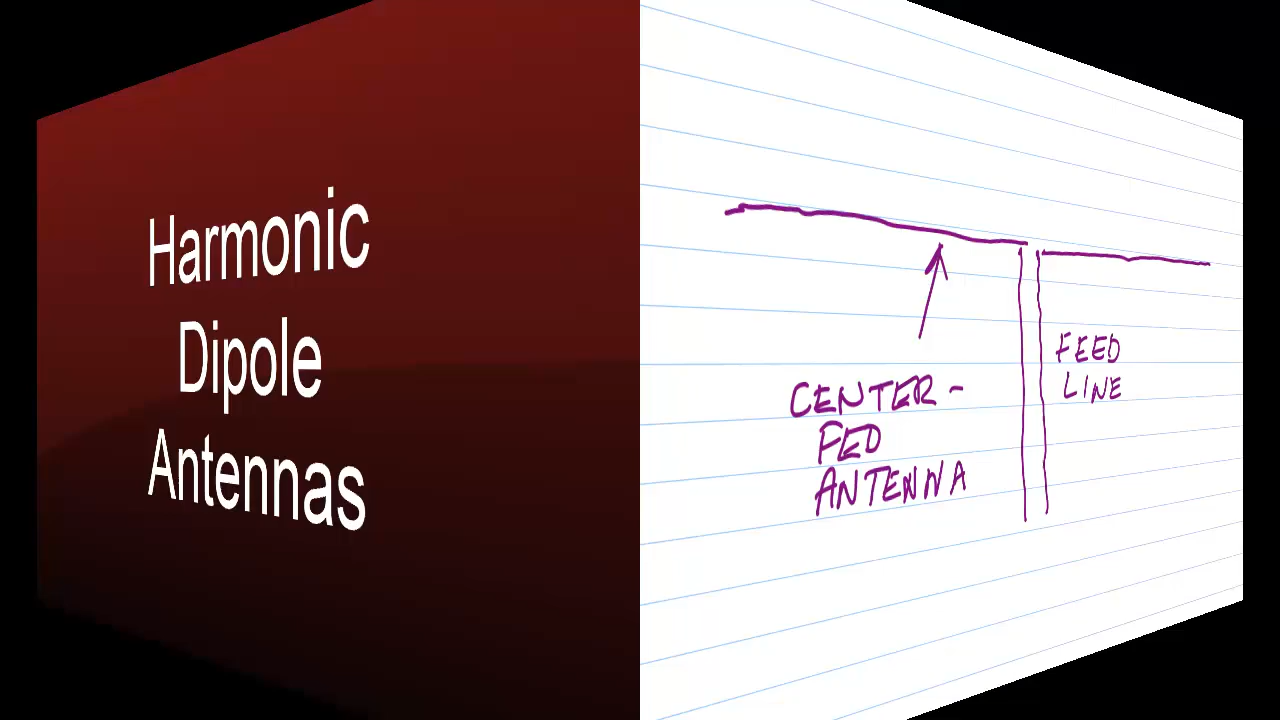 Harmonic
Dipole
Antennas
CENTER-
FED
ANTENNA
FEED
LINE